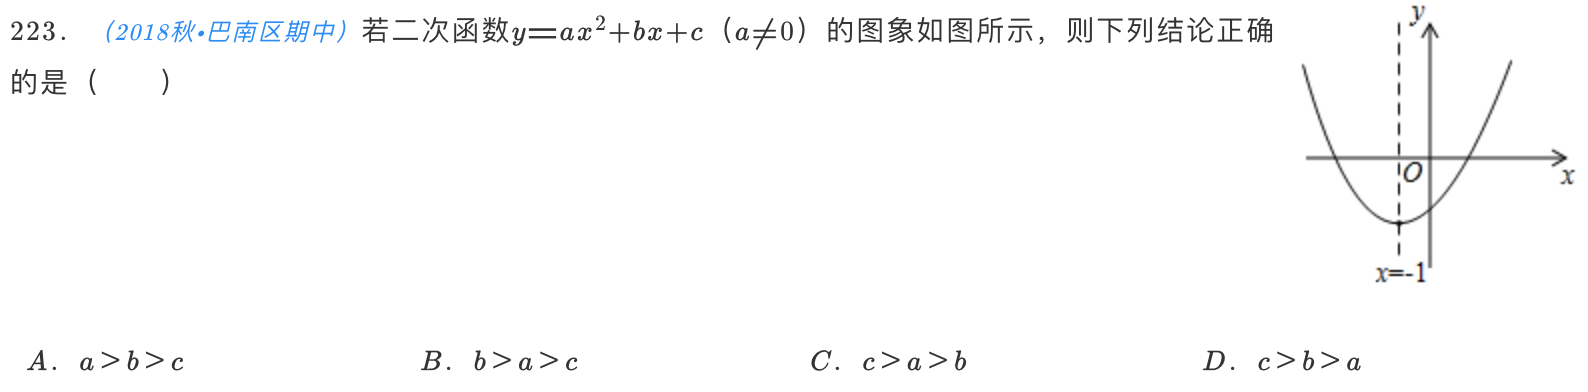 223. （2018秋•巴南区期中）若二次函数y=ax²+bx+c（a≠0）的图象如图所示，则下列结论正确
的是（　　）
y
O
x
x=-1
A. a>b>c
B. b>a>c
C. c>a>b
D. c>b>a